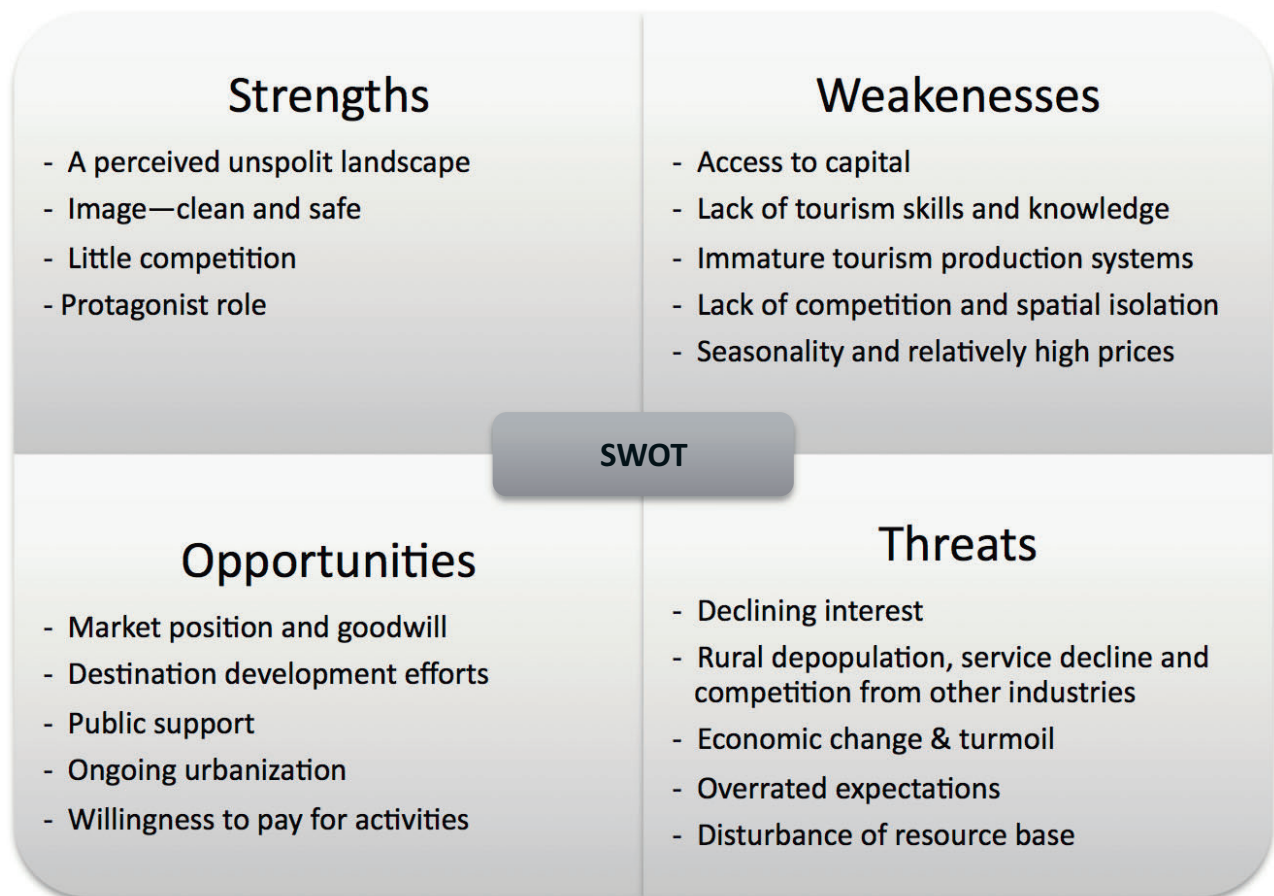 Strengths
- A perceived unspolit landscape
- Image—clean and safe
- Little competition
- Protagonist role
Weakenesses
- Access to capital
- Lack of tourism skills and knowledge
- Immature tourism production systems
- Lack of competition and spatial isolation
- Seasonality and relatively high prices
SWOT
Opportunities
- Market position and goodwill
- Destination development efforts
- Public support
- Ongoing urbanization
- Willingness to pay for activities
Threats
- Declining interest
- Rural depopulation, service decline and
competition from other industries
- Economic change & turmoil
- Overrated expectations
- Disturbance of resource base